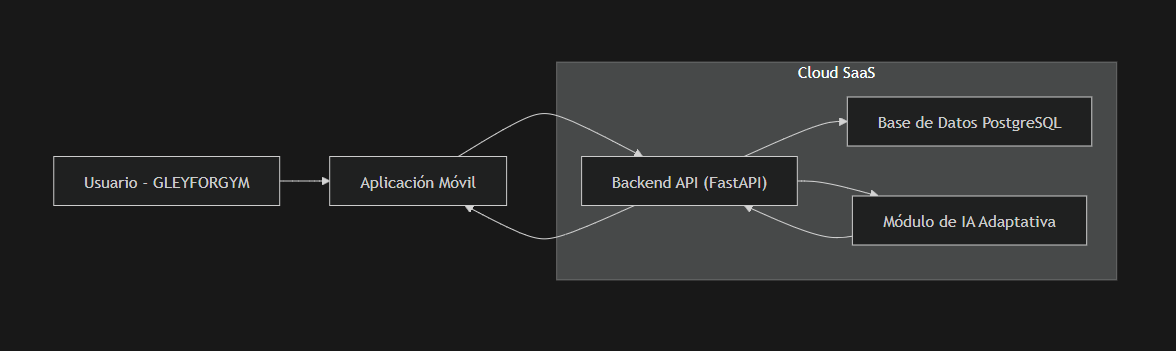 Cloud SaaS
Usuario - GLEYFORGYM
Aplicación Móvil
Backend API (FastAPI)
Base de Datos PostgreSQL
Módulo de IA Adaptativa